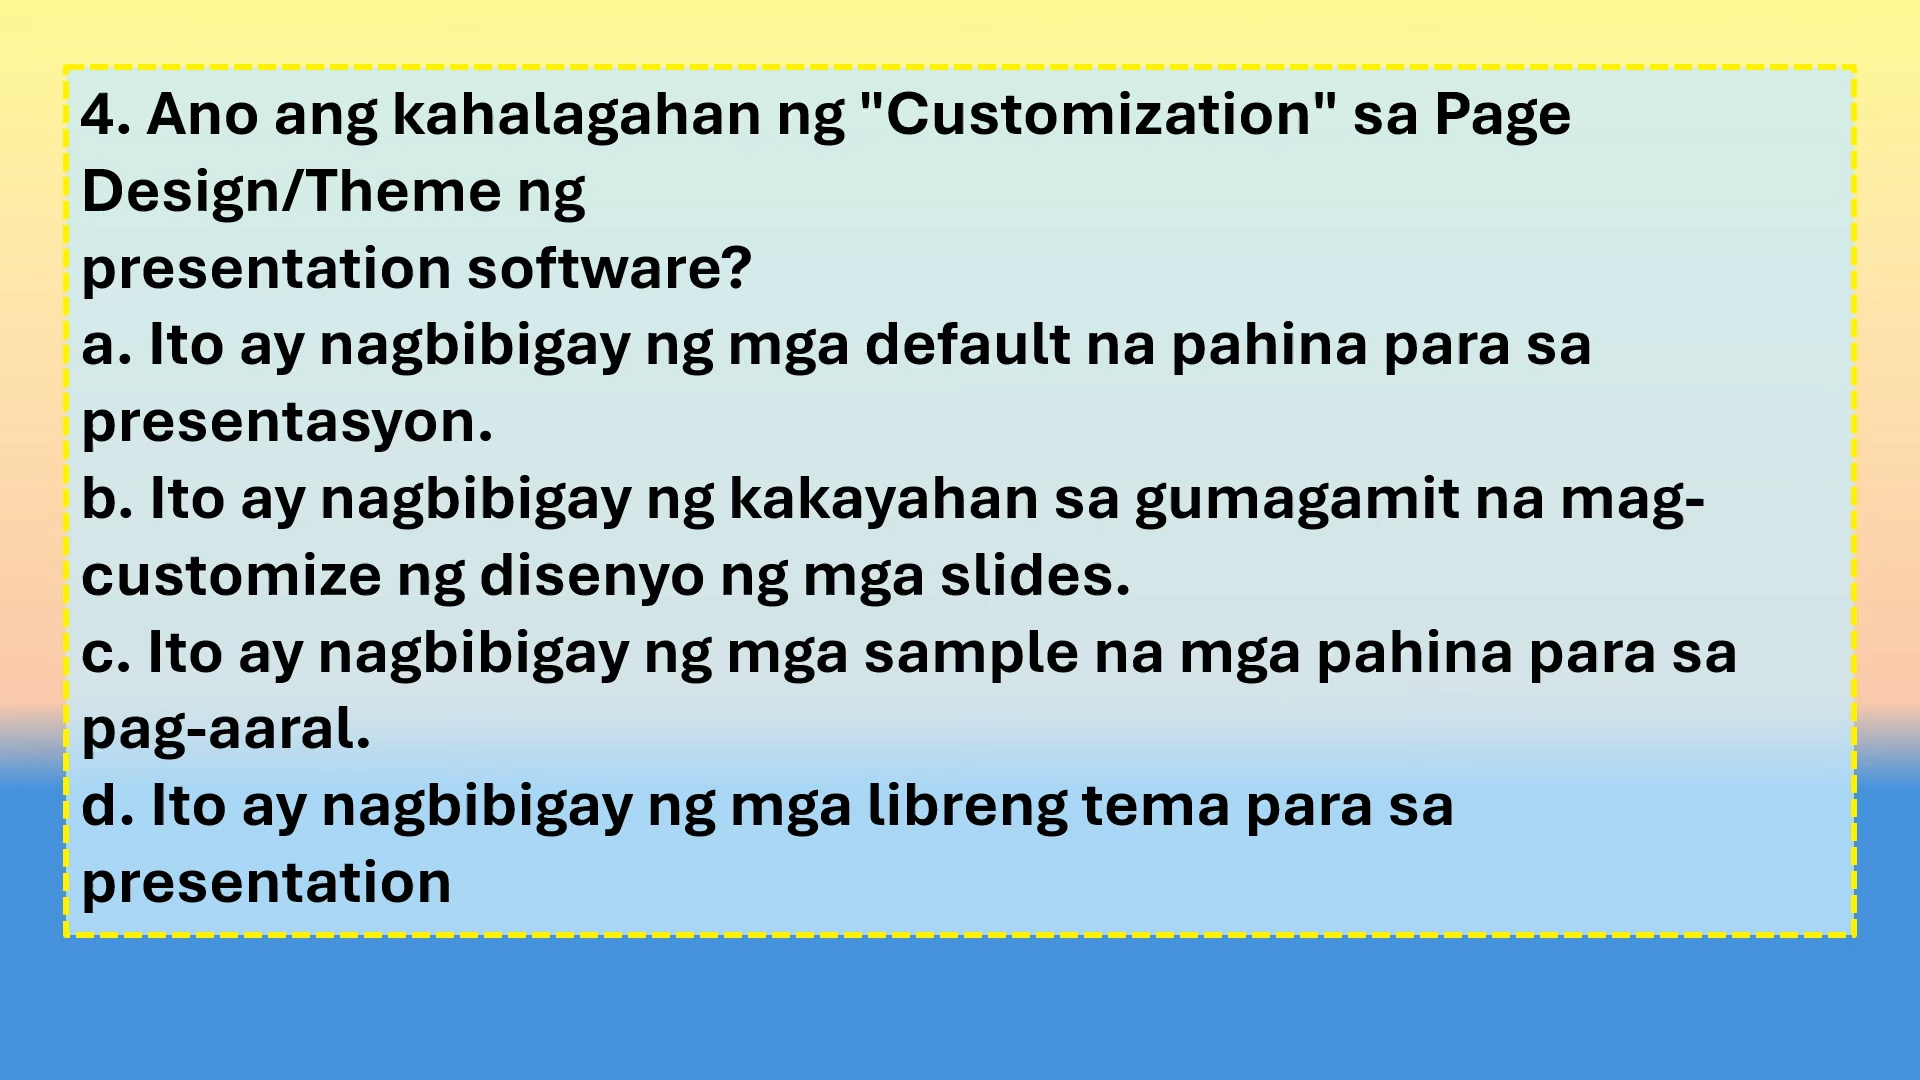 4. Ano ang kahalagahan ng "Customization" sa Page
Design/Theme ng
presentation software?
a. Ito ay nagbibigay ng mga default na pahina para sa
presentasyon.
b. Ito ay nagbibigay ng kakayahan sa gumagamit na mag-
customize ng disenyo ng mga slides.
c. Ito ay nagbibigay ng mga sample na mga pahina para sa
pag-aaral.
d. Ito ay nagbibigay ng mga libreng tema para sa
presentation